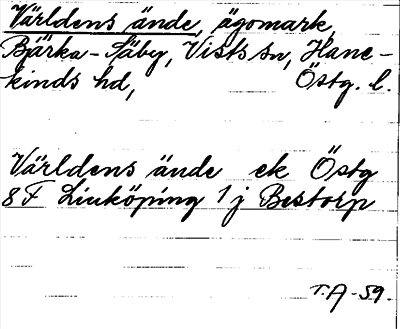 Världens ände, ägomark,
Bjärka-Säby, Vists sn, Hane-
kinds hd, Östg. l.
Världens ände ek Östg
8 F Linköping 1 j Bestorp
T.A-59.